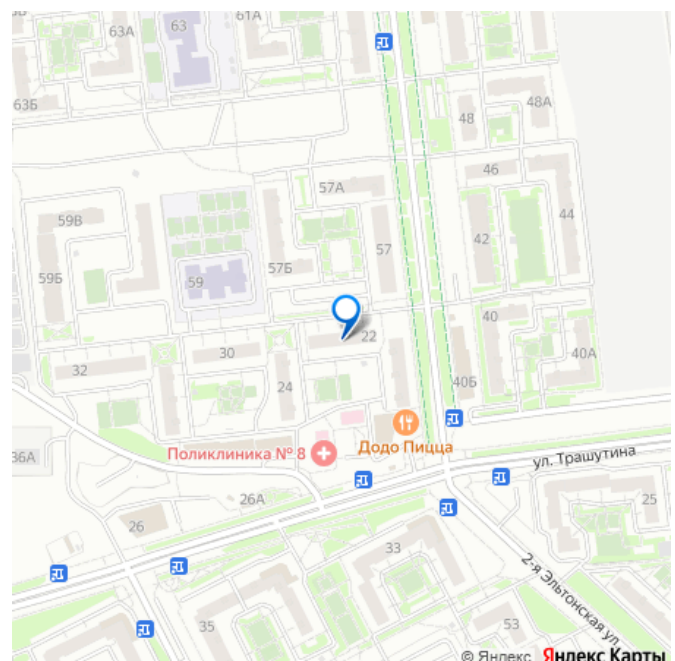 61А
63
63А
63Б
48А
48
46
57А
59В
44
57
42
57Б
59Б
59
40
22
30
40А
32
24
40Б
Поликлиника № 8
Додо Пицца
36А
ул. Трашутина
26А
25
26
33
2-я Эльтонская ул.
35
53
© Яндекс Яндекс Карты